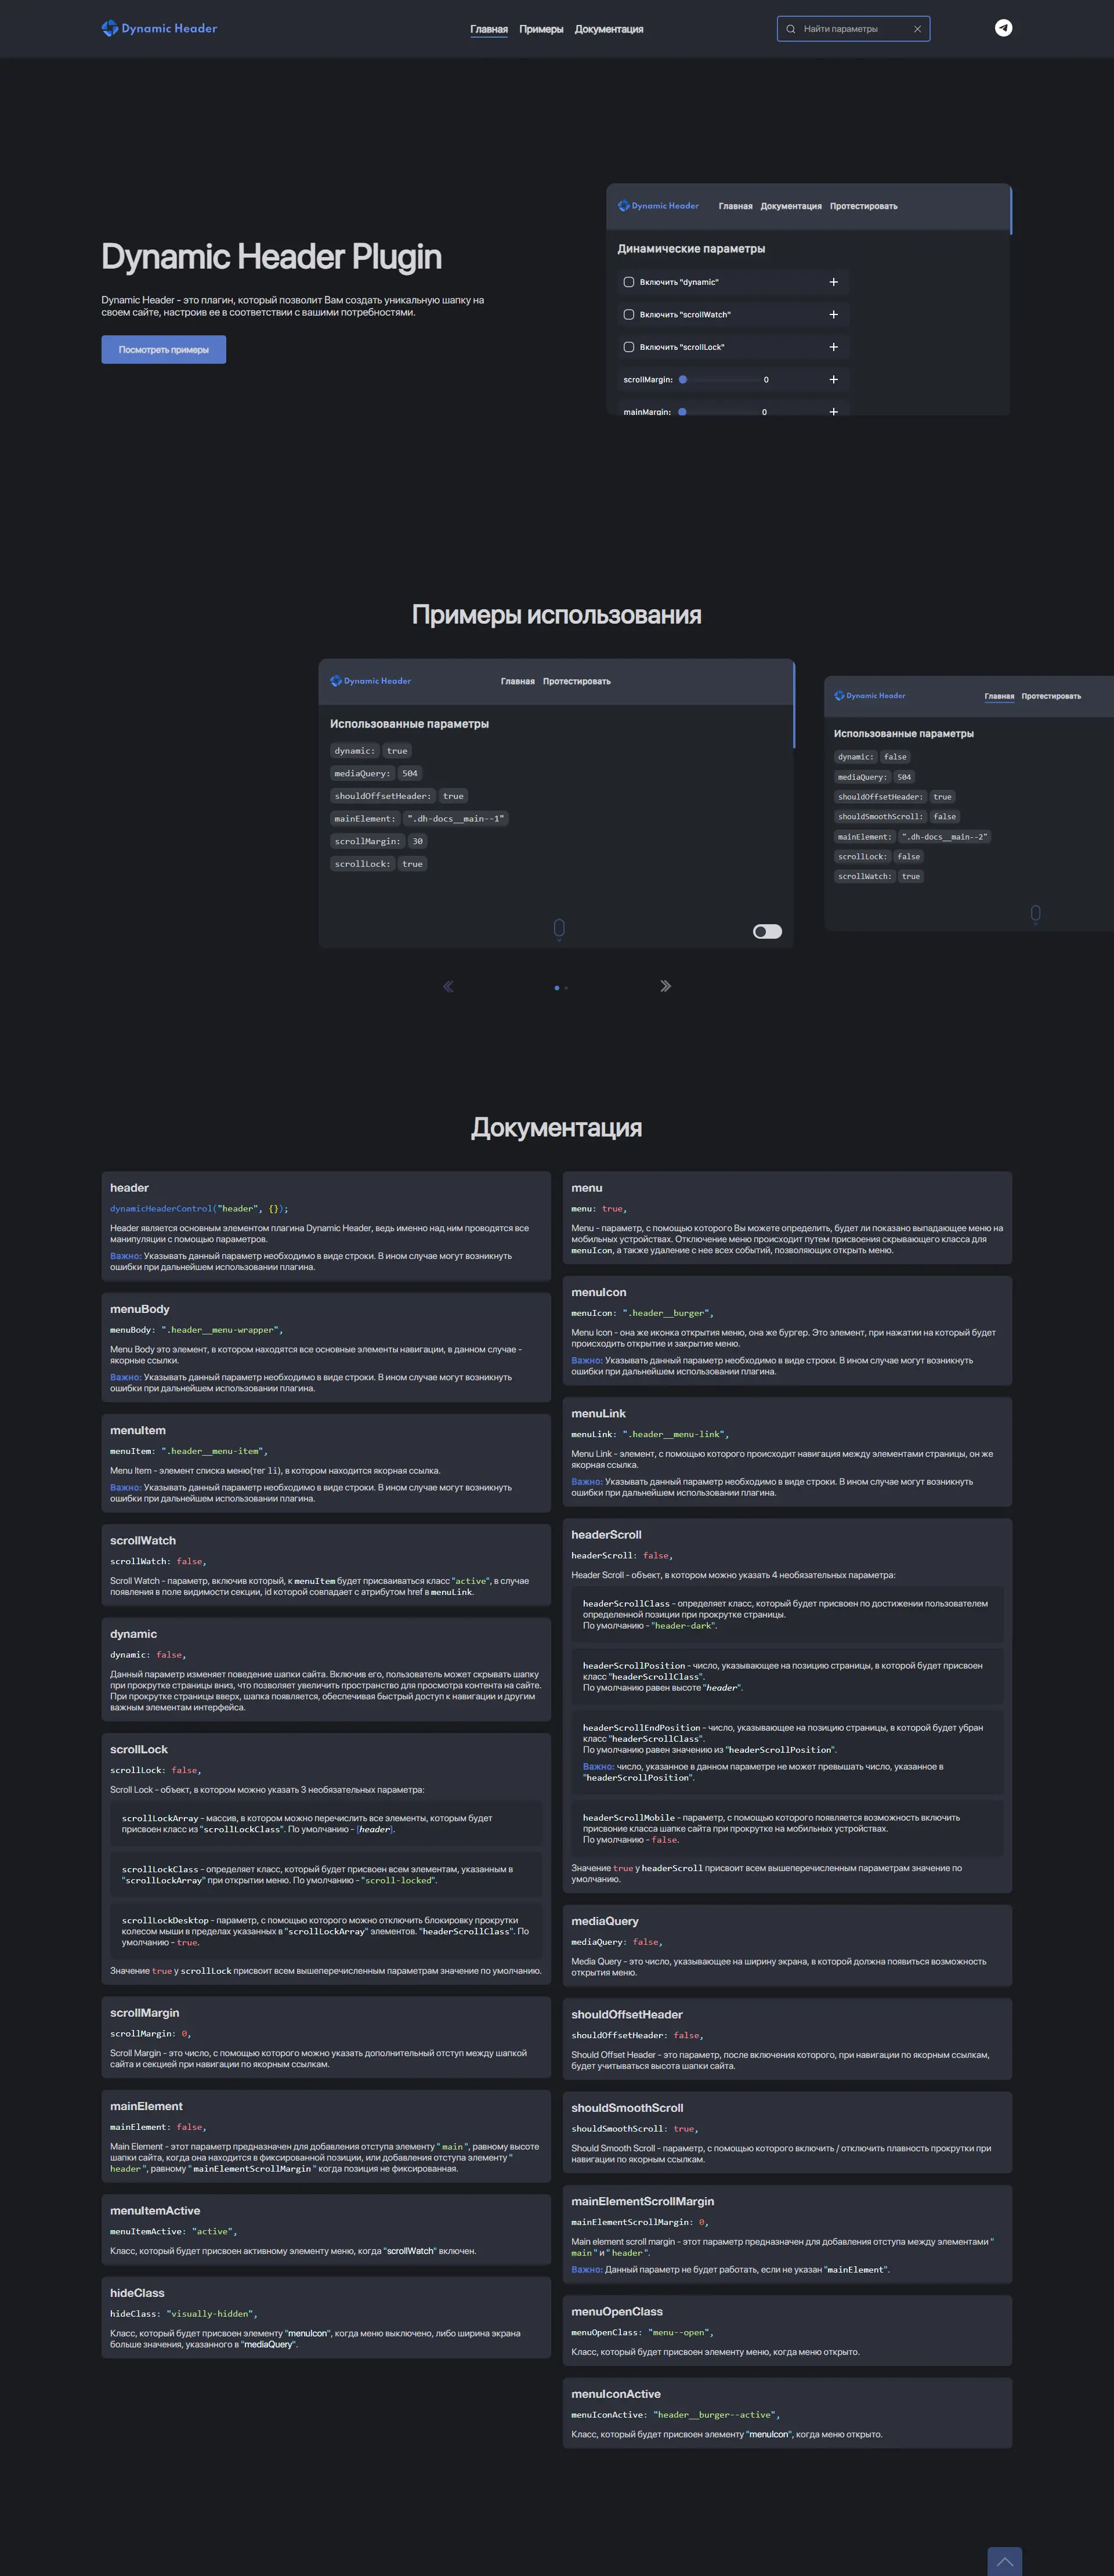 Dynamic Header
Главная
Примеры
Документация
Найти параметры
Dynamic Header Plugin
Dynamic Header - это плагин, который позволит Вам создать уникальную шапку на
своем сайте, настроив ее в соответствии с вашими потребностями.
Посмотреть примеры
Dynamic Header
Главная
Документация
Протестировать
Динамические параметры
Включить "dynamic"
Включить "scrollWatch"
Включить "scrollLock"
scrollMargin: 0
mainMargin: 0
Примеры использования
Dynamic Header
Главная
Протестировать
Использованные параметры
dynamic: true
mediaQuery: 504
shouldOffsetHeader: true
mainElement: ".dh-docs__main--1"
scrollMargin: 30
scrollLock: true
Dynamic Header
Главная
Протестировать
Использованные параметры
dynamic: false
mediaQuery: 504
shouldOffsetHeader: true
shouldSmoothScroll: false
mainElement: ".dh-docs__main--2"
scrollLock: false
scrollWatch: true
Документация
header
dynamicHeaderControl("header", {});
Header является основным элементом плагина Dynamic Header, ведь именно над ним проводятся все
манипуляции с помощью параметров.
Важно: Указывать данный параметр необходимо в виде строки. В ином случае могут возникнуть
ошибки при дальнейшем использовании плагина.
menuBody
menuBody: ".header__menu-wrapper",
Menu Body это элемент, в котором находятся все основные элементы навигации, в данном случае -
якорные ссылки.
Важно: Указывать данный параметр необходимо в виде строки. В ином случае могут возникнуть
ошибки при дальнейшем использовании плагина.
menuItem
menuItem: ".header__menu-item",
Menu Item - элемент списка меню(тег li), в котором находится якорная ссылка.
Важно: Указывать данный параметр необходимо в виде строки. В ином случае могут возникнуть
ошибки при дальнейшем использовании плагина.
scrollWatch
scrollWatch: false,
Scroll Watch - параметр, включив который, к menuItem будет присваиваться класс "active", в случае
появления в поле видимости секции, id которой совпадает с атрибутом href в menuLink.
dynamic
dynamic: false,
Данный параметр изменяет поведение шапки сайта. Включив его, пользователь может скрывать шапку
при прокрутке страницы вниз, что позволяет увеличить пространство для просмотра контента на сайте.
При прокрутке страницы вверх, шапка появляется, обеспечивая быстрый доступ к навигации и другим
важным элементам интерфейса.
scrollLock
scrollLock: false,
Scroll Lock - объект, в котором можно указать 3 необязательных параметра:
scrollLockArray - массив, в котором можно перечислить все элементы, которым будет
присвоен класс из "scrollLockClass". По умолчанию - [header].
scrollLockClass - определяет класс, который будет присвоен всем элементам, указанным в
"scrollLockArray" при открытии меню. По умолчанию - "scroll-locked".
scrollLockDesktop - параметр, с помощью которого можно отключить блокировку прокрутки
колесом мыши в пределах указанных в "scrollLockArray" элементов. "headerScrollClass". По
умолчанию - true.
Значение true у scrollLock присвоит всем вышеперечисленным параметрам значение по умолчанию.
scrollMargin
scrollMargin: 0,
Scroll Margin - это число, с помощью которого можно указать дополнительный отступ между шапкой
сайта и секцией при навигации по якорным ссылкам.
mainElement
mainElement: false,
Main Element - этот параметр предназначен для добавления отступа элементу " main ", равному высоте
шапки сайта, когда она находится в фиксированной позиции, или добавления отступа элементу "
header ", равному " mainElementScrollMargin " когда позиция не фиксированная.
menuItemActive
menuItemActive: "active",
Класс, который будет присвоен активному элементу меню, когда "scrollWatch" включен.
hideClass
hideClass: "visually-hidden",
Класс, который будет присвоен элементу "menuIcon", когда меню выключено, либо ширина экрана
больше значения, указанного в "mediaQuery".
menu
menu: true,
Menu - параметр, с помощью которого Вы можете определить, будет ли показано выпадающее меню на
мобильных устройствах. Отключение меню происходит путем присвоения скрывающего класса для
menuIcon, а также удаление с нее всех событий, позволяющих открыть меню.
menuIcon
menuIcon: ".header__burger",
Menu Icon - она же иконка открытия меню, она же бургер. Это элемент, при нажатии на который будет
происходить открытие и закрытие меню.
Важно: Указывать данный параметр необходимо в виде строки. В ином случае могут возникнуть
ошибки при дальнейшем использовании плагина.
menuLink
menuLink: ".header__menu-link",
Menu Link - элемент, с помощью которого происходит навигация между элементами страницы, он же
якорная ссылка.
Важно: Указывать данный параметр необходимо в виде строки. В ином случае могут возникнуть
ошибки при дальнейшем использовании плагина.
headerScroll
headerScroll: false,
Header Scroll - объект, в котором можно указать 4 необязательных параметра:
headerScrollClass - определяет класс, который будет присвоен по достижении пользователем
определенной позиции при прокрутке страницы.
По умолчанию - "header-dark".
headerScrollPosition - число, указывающее на позицию страницы, в которой будет присвоен
класс "headerScrollClass".
По умолчанию равен высоте "header".
headerScrollEndPosition - число, указывающее на позицию страницы, в которой будет убран
класс "headerScrollClass".
По умолчанию равен значению из "headerScrollPosition".
Важно: число, указанное в данном параметре не может превышать число, указанное в
"headerScrollPosition".
headerScrollMobile - параметр, с помощью которого появляется возможность включить
присвоение класса шапке сайта при прокрутке на мобильных устройствах.
По умолчанию - false.
Значение true у headerScroll присвоит всем вышеперечисленным параметрам значение по
умолчанию.
mediaQuery
mediaQuery: false,
Media Query - это число, указывающее на ширину экрана, в которой должна появиться возможность
открытия меню.
shouldOffsetHeader
shouldOffsetHeader: false,
Should Offset Header - это параметр, после включения которого, при навигации по якорным ссылкам,
будет учитываться высота шапки сайта.
shouldSmoothScroll
shouldSmoothScroll: true,
Should Smooth Scroll - параметр, с помощью которого включить / отключить плавность прокрутки при
навигации по якорным ссылкам.
mainElementScrollMargin
mainElementScrollMargin: 0,
Main element scroll margin - этот параметр предназначен для добавления отступа между элементами "
main " и " header ".
Важно: Данный параметр не будет работать, если не указан "mainElement".
menuOpenClass
menuOpenClass: "menu--open",
Класс, который будет присвоен элементу меню, когда меню открыто.
menuIconActive
menuIconActive: "header__burger--active",
Класс, который будет присвоен элементу "menuIcon", когда меню открыто.